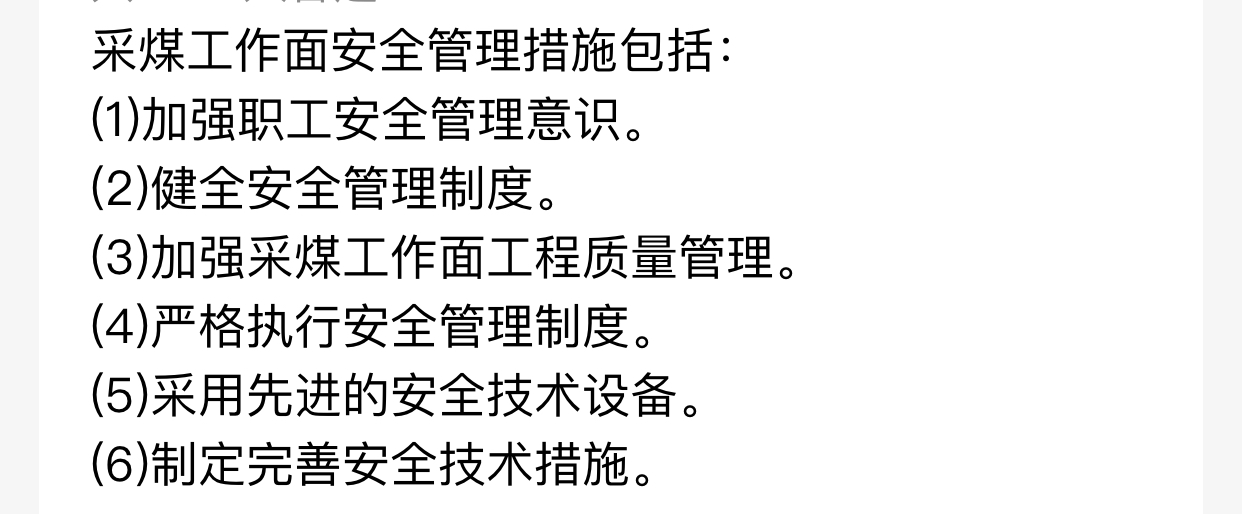 采煤工作面安全管理措施包括：
(1)加强职工安全管理意识。
(2)健全安全管理制度。
(3)加强采煤工作面工程质量管理。
(4)严格执行安全管理制度。
(5)采用先进的安全技术设备。
(6)制定完善安全技术措施。